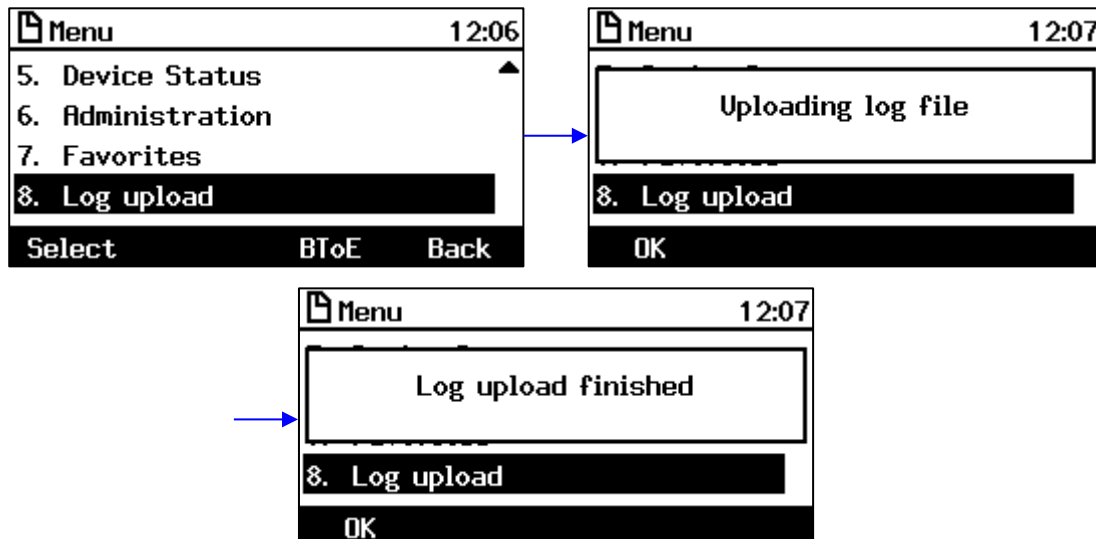 Menu 12:06
5. Device Status
6. Administration
7. Favorites
8. Log upload
Select BToE Back
Menu 12:07
Uploading log file
8. Log upload
OK
Menu 12:07
Log upload finished
8. Log upload
OK